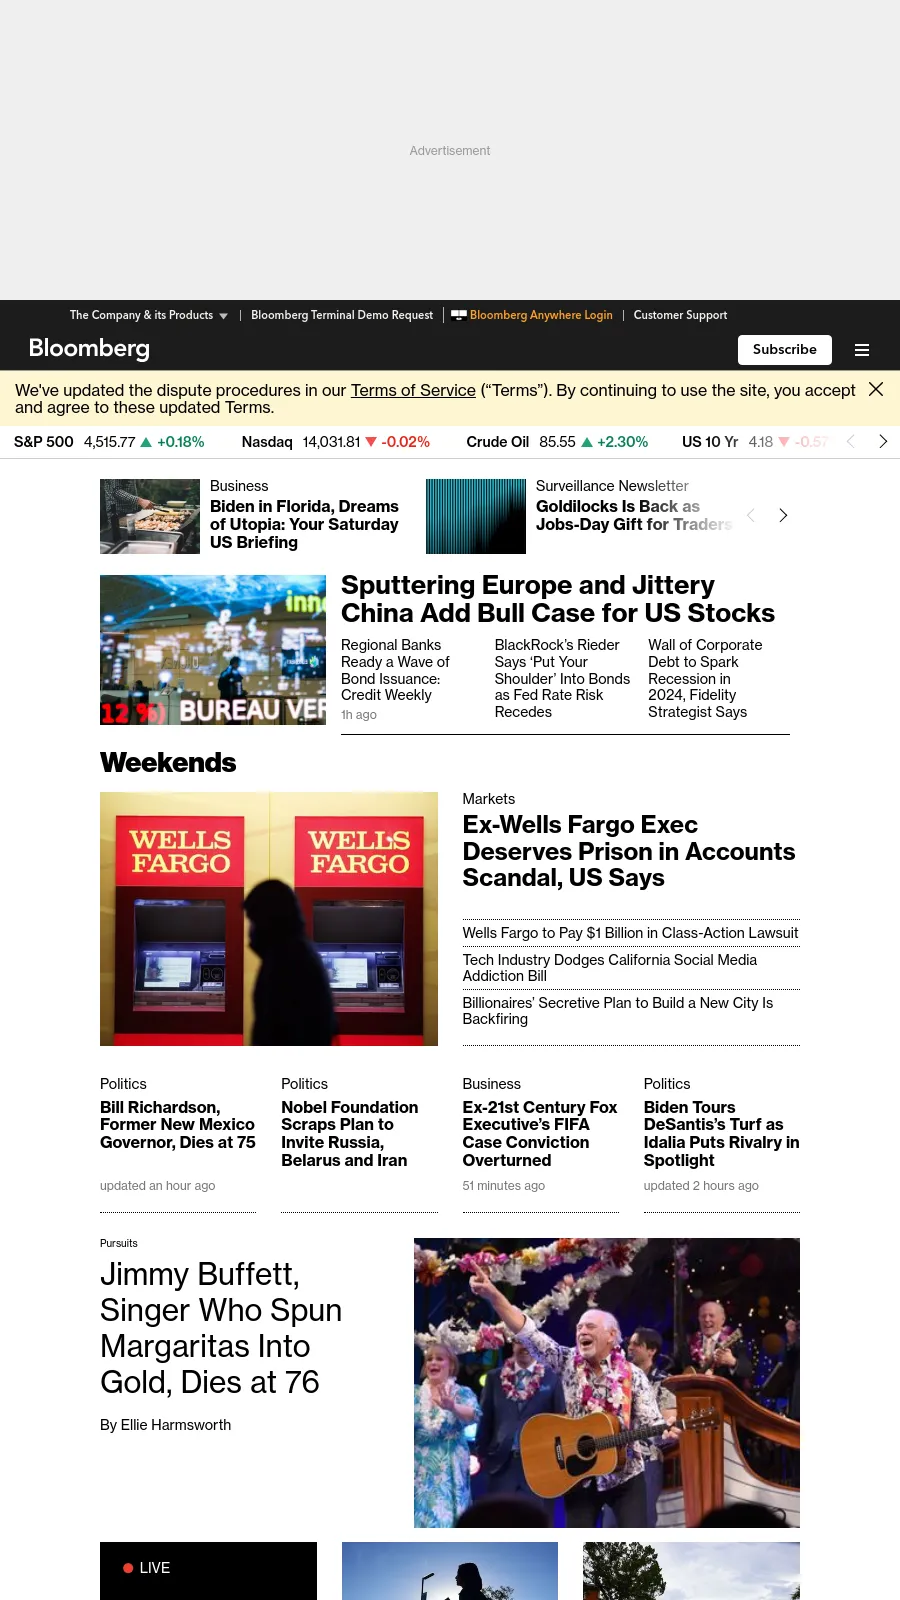 Advertisement
The Company & its Products
Bloomberg Terminal Demo Request
Bloomberg Anywhere Login
Customer Support
Bloomberg
Subscribe
We've updated the dispute procedures in our Terms of Service (“Terms”). By continuing to use the site, you accept
and agree to these updated Terms.
S&P 500 4,515.77 +0.18% Nasdaq 14,031.81 -0.02% Crude Oil 85.55 +2.30% US 10 Yr 4.18
Business
Biden in Florida, Dreams
of Utopia: Your Saturday
US Briefing
Surveillance Newsletter
Goldilocks Is Back as
Jobs-Day Gift for Traders
12 %) BUREAU VER
Sputtering Europe and Jittery
China Add Bull Case for US Stocks
Regional Banks
Ready a Wave of
Bond Issuance:
Credit Weekly
1h ago
BlackRock’s Rieder
Says ‘Put Your
Shoulder’ Into Bonds
as Fed Rate Risk
Recedes
Wall of Corporate
Debt to Spark
Recession in
2024, Fidelity
Strategist Says
Weekends
WELLS
FARGO
WELLS
FARGO
Markets
Ex-Wells Fargo Exec
Deserves Prison in Accounts
Scandal, US Says
Wells Fargo to Pay $1 Billion in Class-Action Lawsuit
Tech Industry Dodges California Social Media
Addiction Bill
Billionaires’ Secretive Plan to Build a New City Is
Backfiring
Politics
Bill Richardson,
Former New Mexico
Governor, Dies at 75
updated an hour ago
Politics
Nobel Foundation
Scraps Plan to
Invite Russia,
Belarus and Iran
Business
Ex-21st Century Fox
Executive’s FIFA
Case Conviction
Overturned
51 minutes ago
Politics
Biden Tours
DeSantis’s Turf as
Idalia Puts Rivalry in
Spotlight
updated 2 hours ago
Pursuits
Jimmy Buffett,
Singer Who Spun
Margaritas Into
Gold, Dies at 76
By Ellie Harmsworth
LIVE